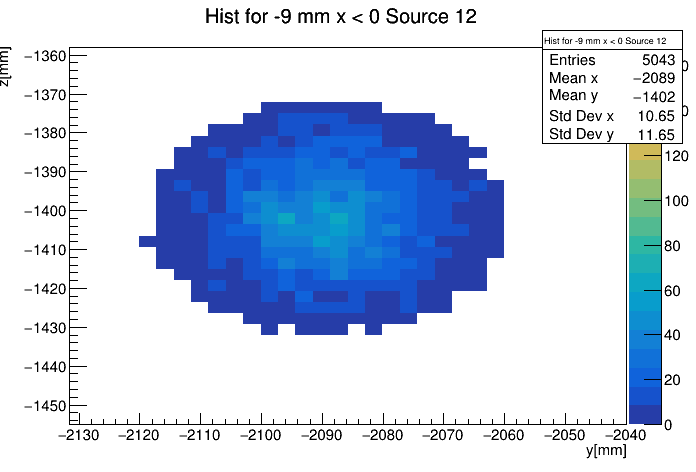 Hist for -9 mm x < 0 Source 12
Hist for -9 mm x < 0 Source 12
Entries 5043
Mean x −2089
Mean y −1402
Std Dev x 10.65
Std Dev y 11.65
z[mm]
−1360
−1370
−1380
−1390
−1400
−1410
−1420
−1430
−1440
−1450
120
100
80
60
40
20
0
−2130 −2120 −2110 −2100 −2090 −2080 −2070 −2060 −2050 −2040
y[mm]